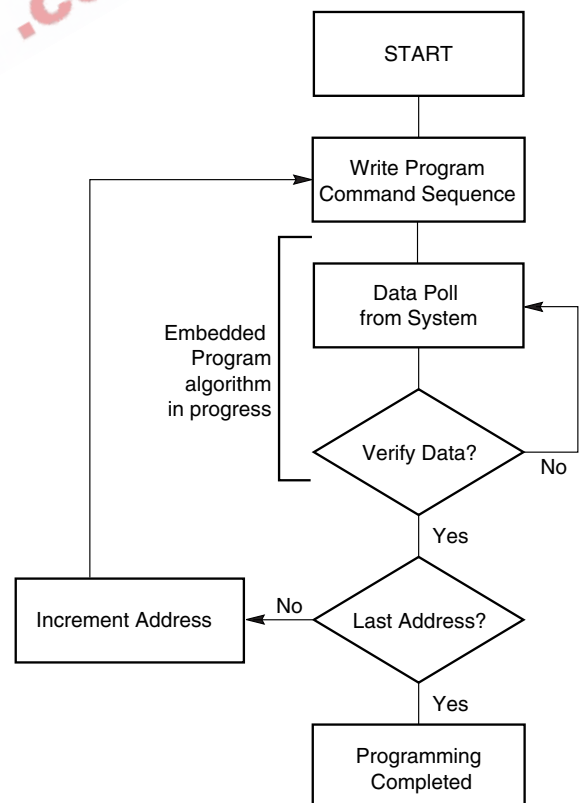 START
Write Program
Command Sequence
Data Poll
from System
Embedded
Program
algorithm
in progress
Verify Data?
No
Yes
Increment Address
No
Last Address?
Yes
Programming
Completed